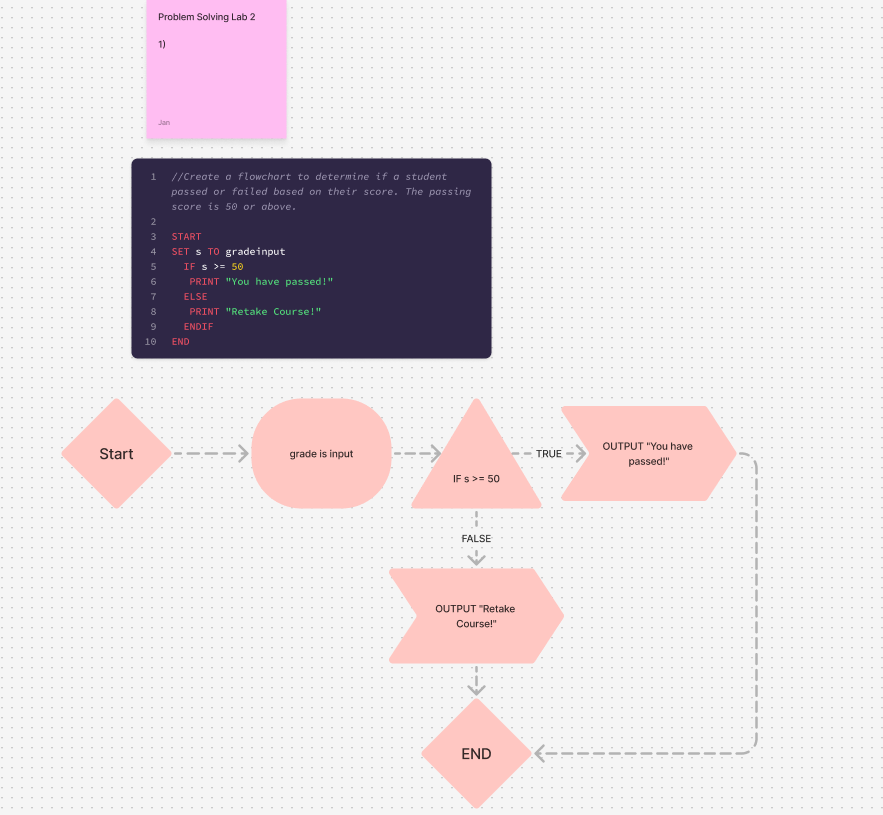 Problem Solving Lab 2
1)
Jan
1 //Create a flowchart to determine if a student
passed or failed based on their score. The passing
score is 50 or above.
2
3 START
4 SET s TO gradeinput
5 IF s >= 50
6 PRINT "You have passed!"
7 ELSE
8 PRINT "Retake Course!"
9 ENDIF
10 END
Start
grade is input
IF s >= 50
TRUE
OUTPUT "You have
passed!"
FALSE
OUTPUT "Retake
Course!"
END